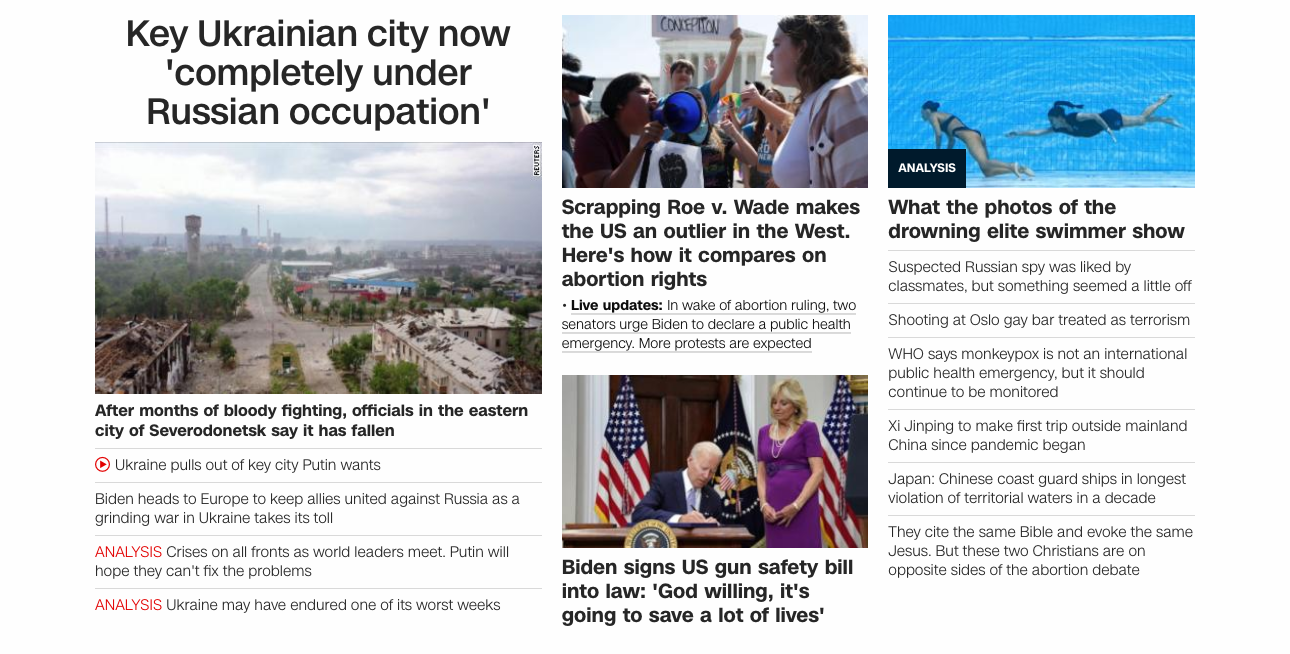 Key Ukrainian city now
'completely under
Russian occupation'
REUTERS
After months of bloody fighting, officials in the eastern
city of Severodonetsk say it has fallen
Ukraine pulls out of key city Putin wants
Biden heads to Europe to keep allies united against Russia as a
grinding war in Ukraine takes its toll
ANALYSIS Crises on all fronts as world leaders meet. Putin will
hope they can't fix the problems
ANALYSIS Ukraine may have endured one of its worst weeks
CONCEPTION
Scrapping Roe v. Wade makes
the US an outlier in the West.
Here's how it compares on
abortion rights
• Live updates: In wake of abortion ruling, two
senators urge Biden to declare a public health
emergency. More protests are expected
Biden signs US gun safety bill
into law: 'God willing, it's
going to save a lot of lives'
ANALYSIS
What the photos of the
drowning elite swimmer show
Suspected Russian spy was liked by
classmates, but something seemed a little off
Shooting at Oslo gay bar treated as terrorism
WHO says monkeypox is not an international
public health emergency, but it should
continue to be monitored
Xi Jinping to make first trip outside mainland
China since pandemic began
Japan: Chinese coast guard ships in longest
violation of territorial waters in a decade
They cite the same Bible and evoke the same
Jesus. But these two Christians are on
opposite sides of the abortion debate